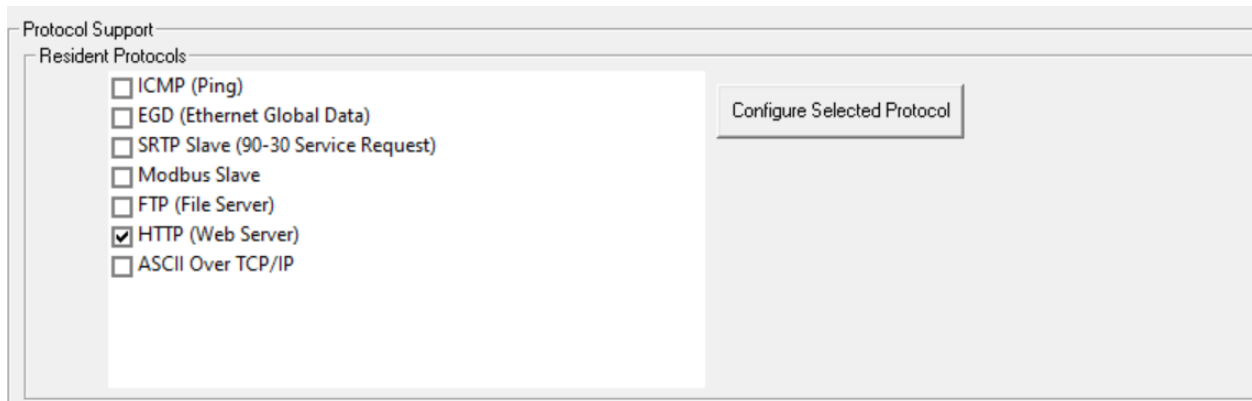 Protocol Support
Resident Protocols
ICMP (Ping)
EGD (Ethernet Global Data)
SRTP Slave (90-30 Service Request)
Modbus Slave
FTP (File Server)
HTTP (Web Server)
ASCII Over TCP/IP
Configure Selected Protocol